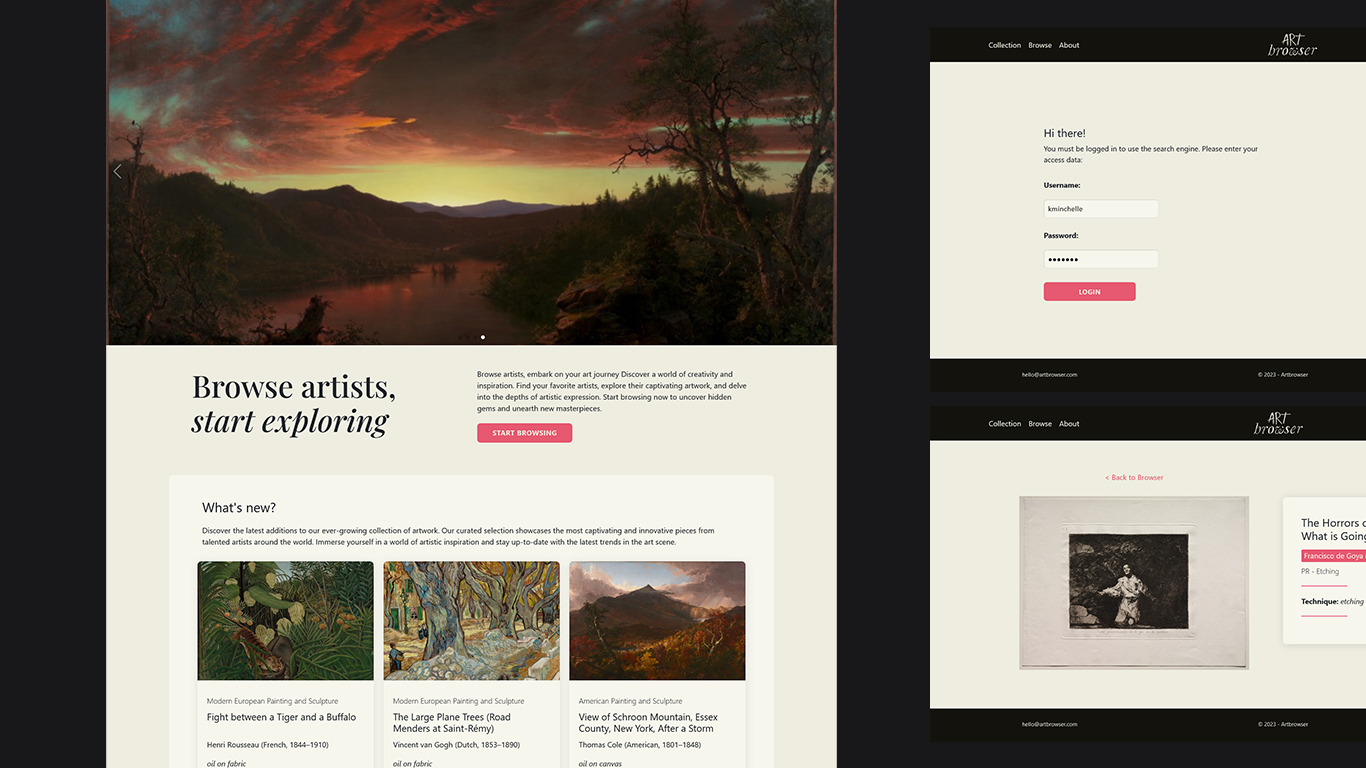 Browse artists,
start exploring
Browse artists, embark on your art journey Discover a world of creativity and
inspiration. Find your favorite artists, explore their captivating artwork, and delve
into the depths of artistic expression. Start browsing now to uncover hidden
gems and unearth new masterpieces.
START BROWSING
What's new?
Discover the latest additions to our ever-growing collection of artwork. Our curated selection showcases the most captivating and innovative pieces from
talented artists around the world. Immerse yourself in a world of artistic inspiration and stay up-to-date with the latest trends in the art scene.
Modern European Painting and Sculpture
Fight between a Tiger and a Buffalo
Henri Rousseau (French, 1844–1910)
oil on fabric
Modern European Painting and Sculpture
The Large Plane Trees (Road
Menders at Saint-Rémy)
Vincent van Gogh (Dutch, 1853–1890)
oil on fabric
American Painting and Sculpture
View of Schroon Mountain, Essex
County, New York, After a Storm
Thomas Cole (American, 1801–1848)
oil on canvas
Collection Browse About
ART
browser
Hi there!
You must be logged in to use the search engine. Please enter your
access data:
Username:
kminchelle
Password:
•••••••
LOGIN
hello@artbrowser.com
© 2023 - Artbrowser
Collection Browse About
ART
browser
< Back to Browser
The Horrors
What is Going
Francisco de Goya
PR - Etching
Technique: etching
hello@artbrowser.com
© 2023 - Artbrowser